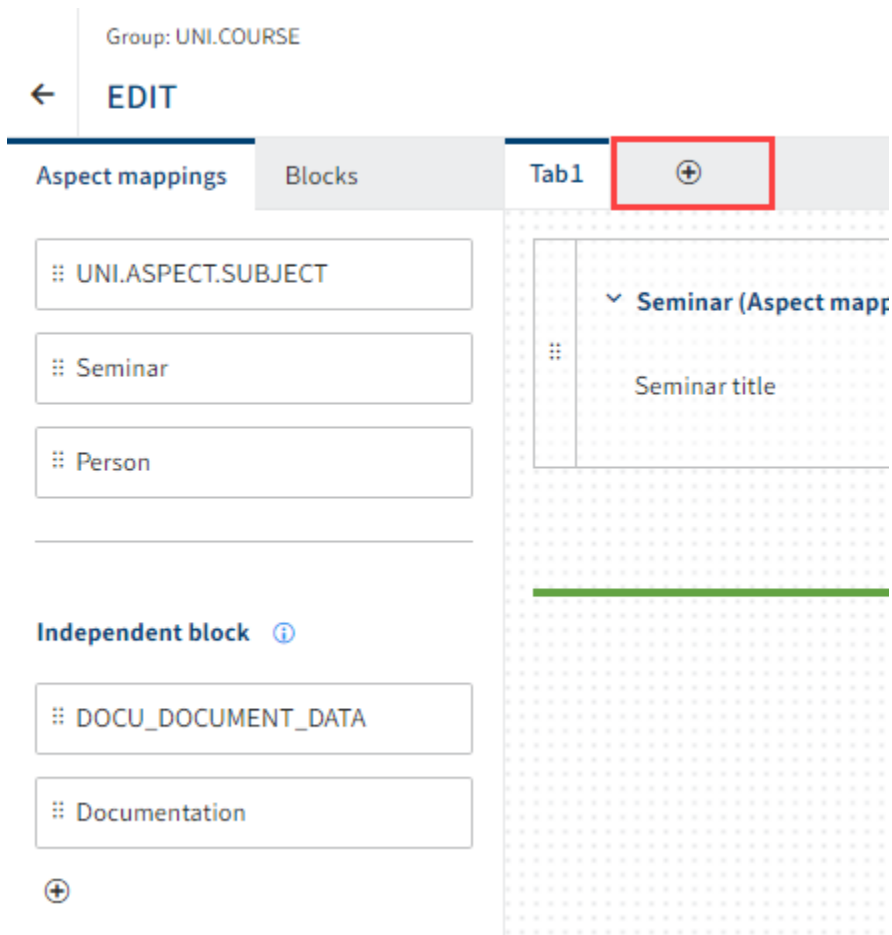 Group: UNI.COURSE
EDIT
Aspect mappings
Blocks
Tab1
UNI.ASPECT.SUBJECT
Seminar
Person
Independent block
DOCU_DOCUMENT_DATA
Documentation
Seminar (Aspect mapp
Seminar title